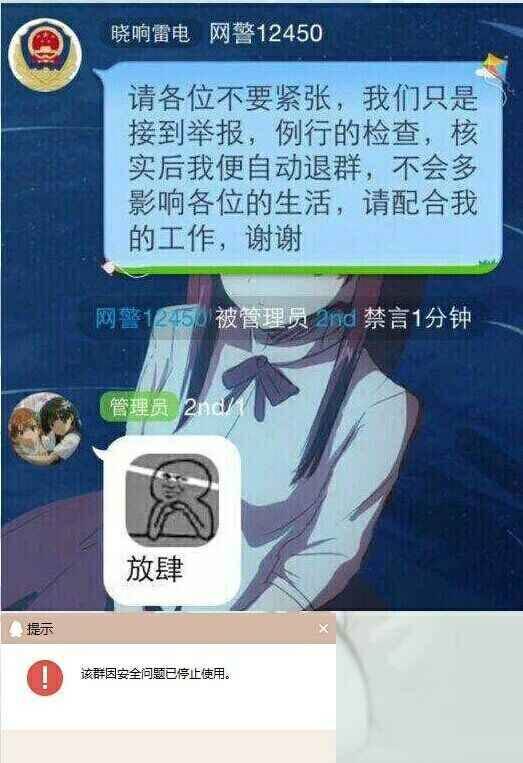 晓响雷电 网警12450
请各位不要紧张，我们只是
接到举报，例行的检查，核
实后我便自动退群，不会多
影响各位的生活，请配合我
的工作，谢谢
网警12450 被管理员 2nd 禁言1分钟
管理员 2nd/1
放肆
提示
该群因安全问题已停止使用。